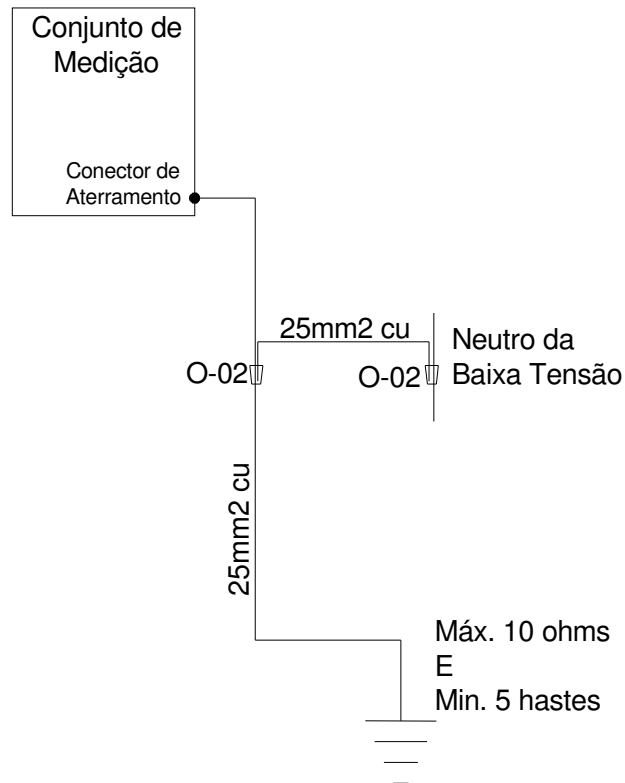 Conjunto de
Medição
Conector de
Aterramento
25mm2 cu
Neutro da
Baixa Tensão
O-02
O-02
25mm2 cu
Máx. 10 ohms
E
Min. 5 hastes